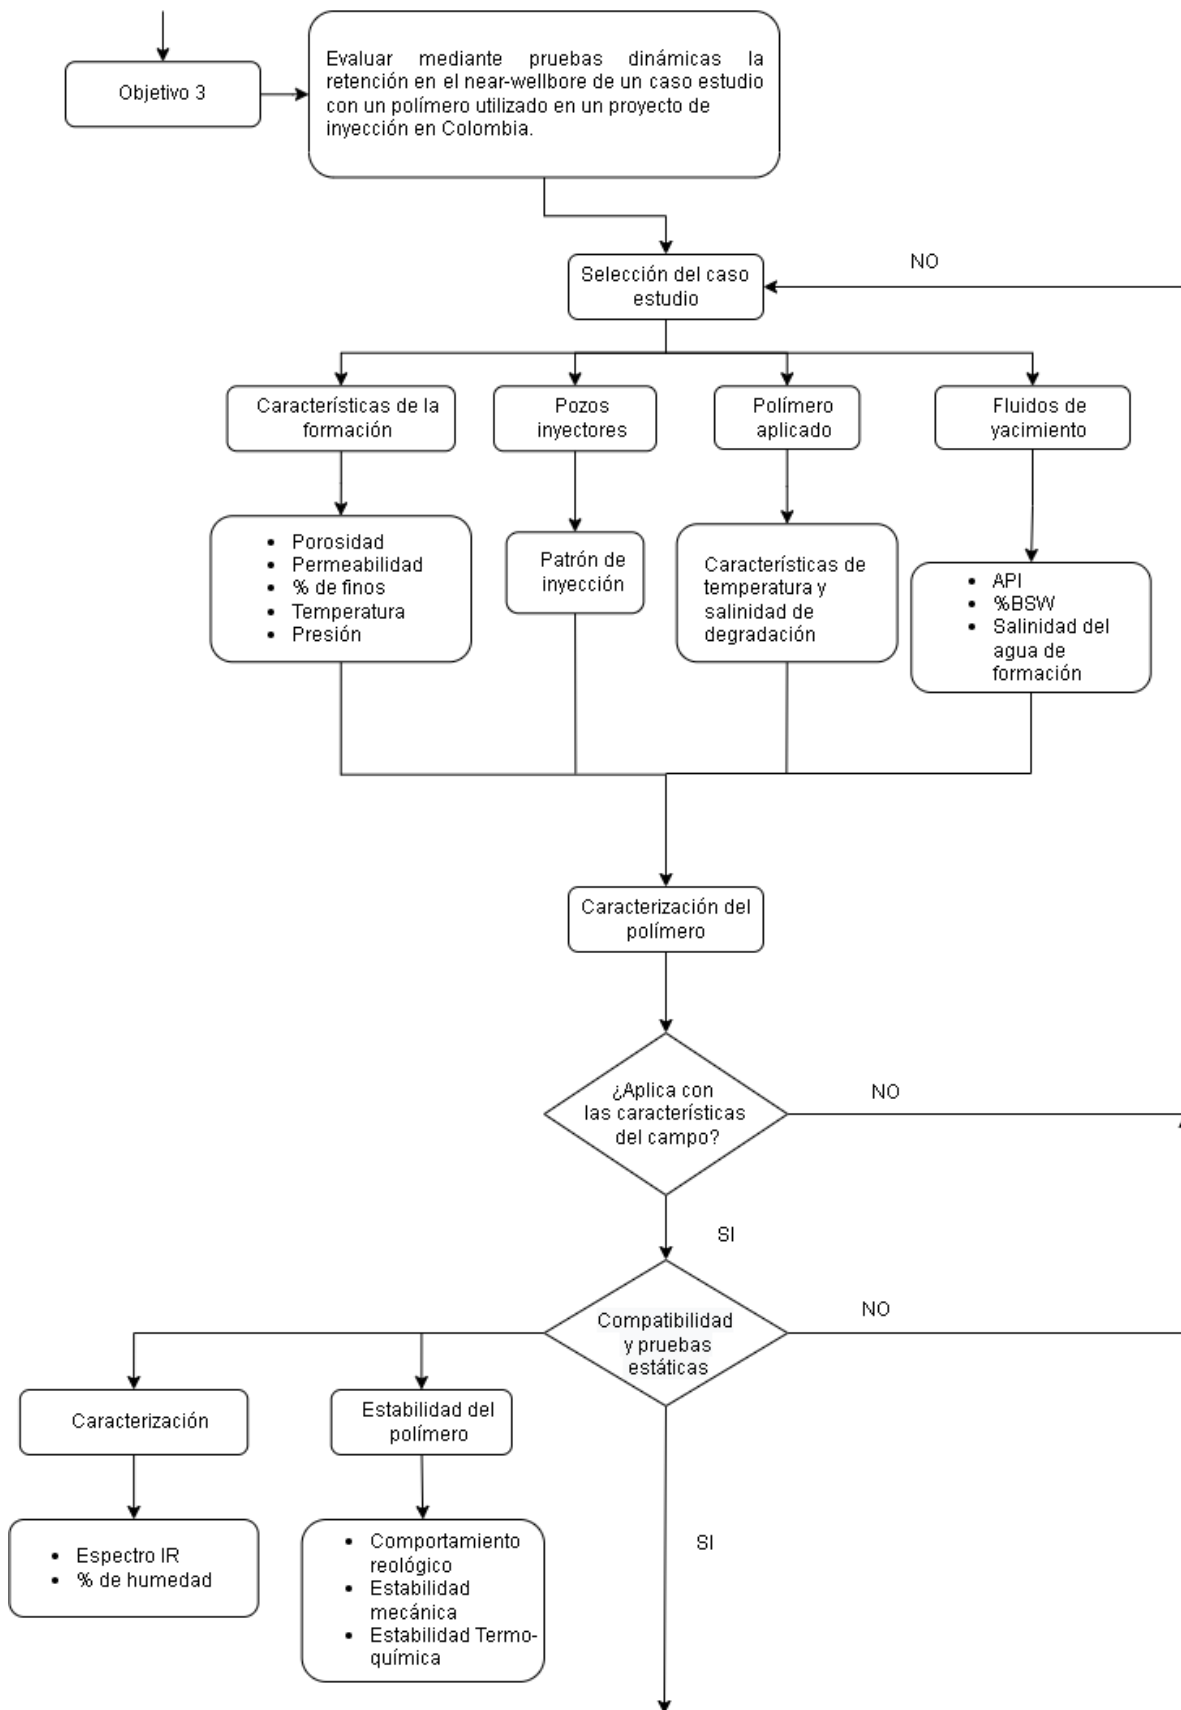 Objetivo 3
Evaluar mediante pruebas dinámicas la
retención en el near-wellbore de un caso estudio
con un polímero utilizado en un proyecto de
inyección en Colombia.
Selección del caso
estudio
NO
Características de la
formación
Pozos
inyectores
Polímero
aplicado
Fluidos de
yacimiento
• Porosidad
• Permeabilidad
• % de finos
• Temperatura
• Presión
Patrón de
inyección
Características de
temperatura y
salinidad de
degradación
• API
• %BSW
• Salinidad del
agua de
formación
Caracterización del
polímero
¿Aplica con
las características
del campo?
NO
SI
Compatibilidad
y pruebas
estáticas
NO
Caracterización
Estabilidad del
polímero
• Espectro IR
• % de humedad
• Comportamiento
reológico
• Estabilidad
mecánica
• Estabilidad Termo-
química
SI